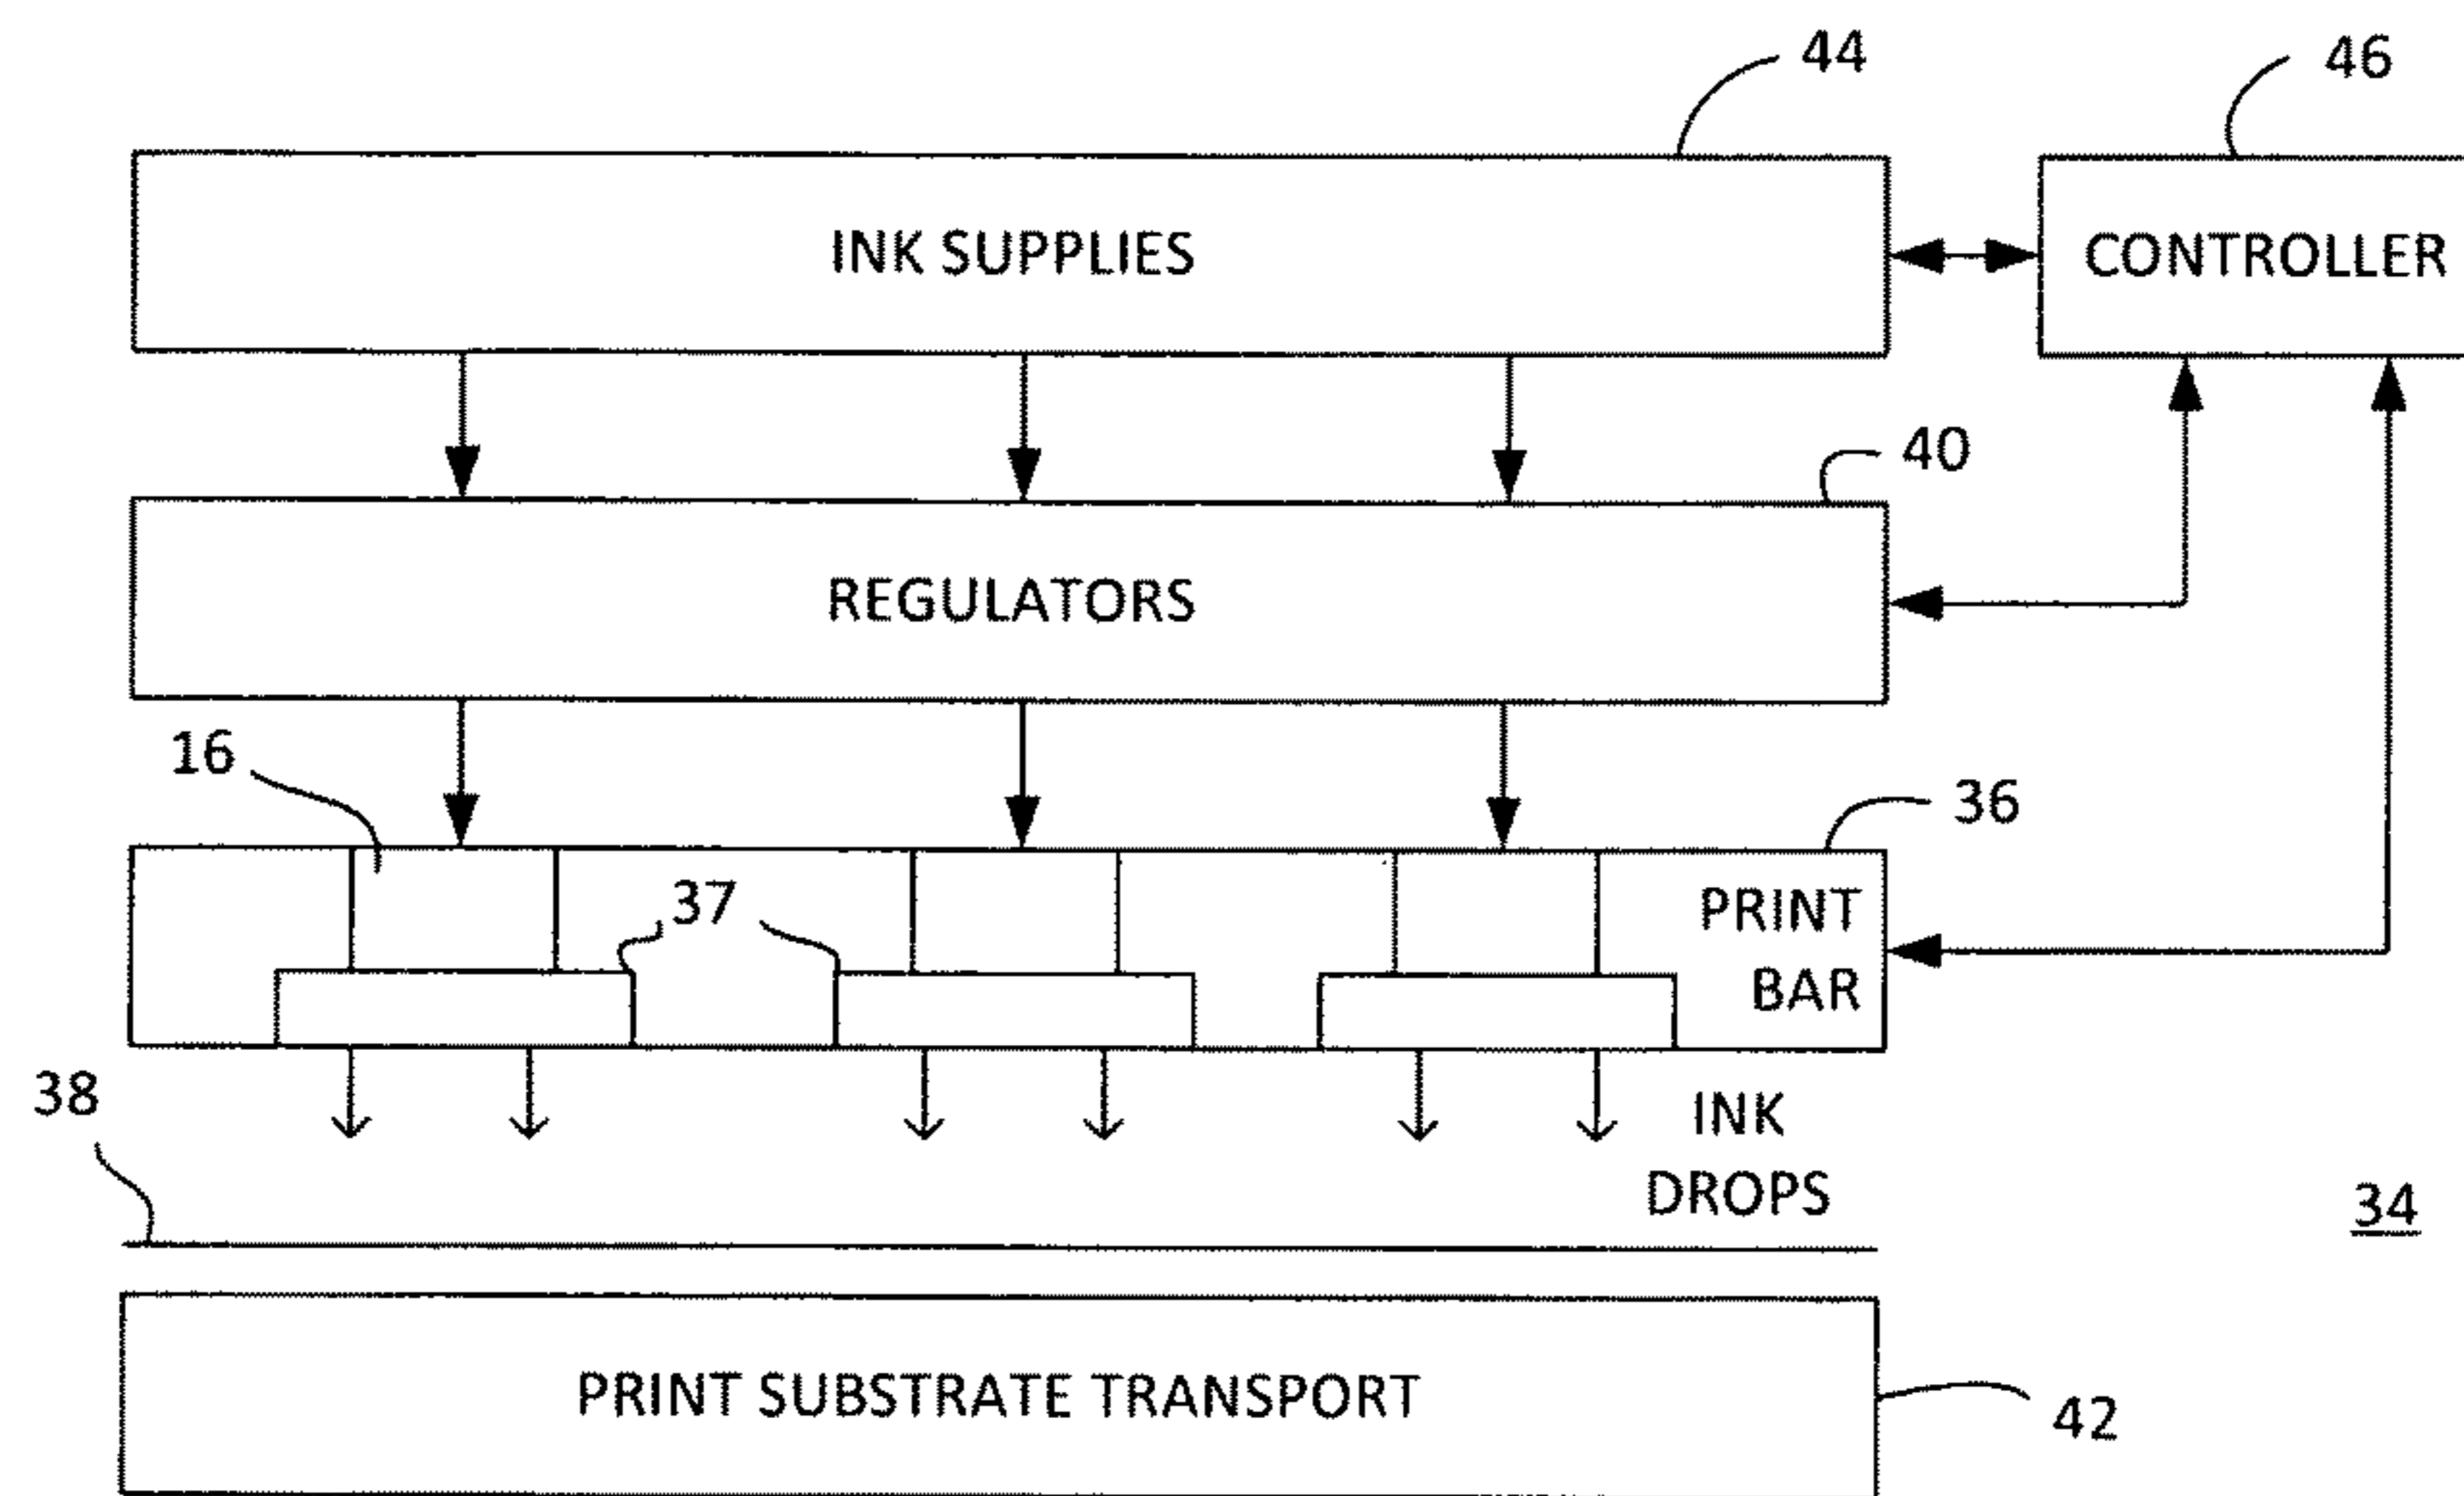 44
46
INK SUPPLIES
CONTROLLER
40
REGULATORS
16
36
37
PRINT
BAR
38
INK
DROPS
34
PRINT SUBSTRATE TRANSPORT
42